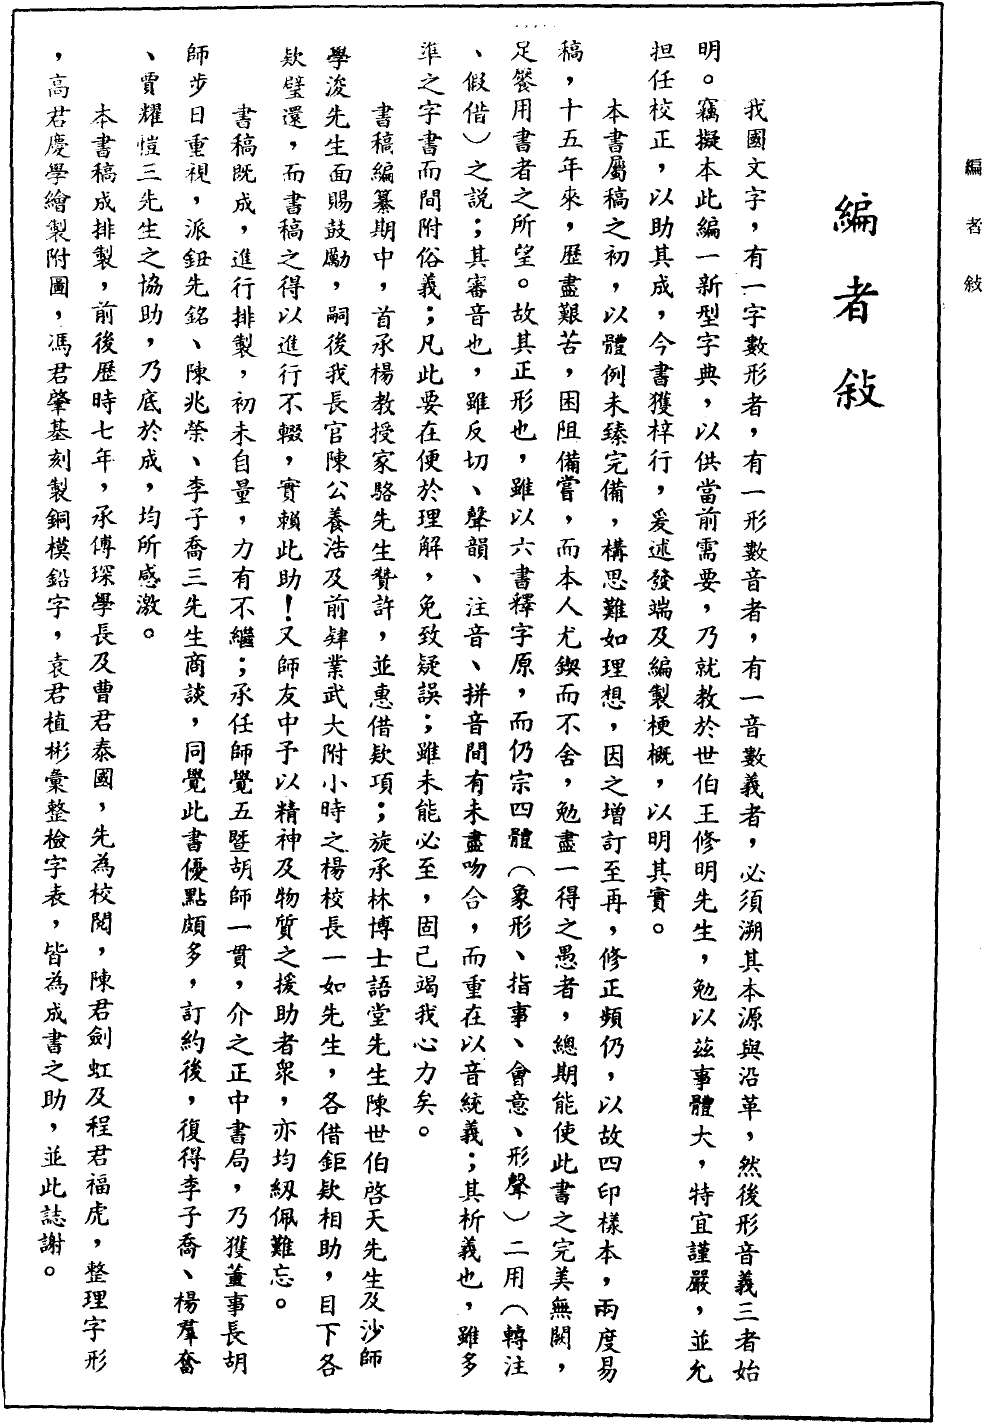 編者敍
編者敍
我國文字，有一字數形者，有一形數音者，有一音數義者，必須溯其本源與沿革，然後形音義三者始
明。竊擬本此編一新型字典，以供當前需要，乃就教於世伯王修明先生，勉以茲事體大，特宜謹嚴，並允
担任校正，以助其成，今書獲梓行，爰述發端及編製梗概，以明其實。
本書屬稿之初，以體例未臻完備，構思難如理想，因之增訂至再，修正頻仍，以故四印樣本，兩度易
稿，十五年來，歷盡艱苦，困阻備嘗，而本人尤鍥而不舍，勉盡一得之愚者，總期能使此書之完美無闕，
足饜用書者之所望。故其正形也，雖以六書釋字原，而仍宗四體（象形、指事、會意、形聲）二用（轉注
、假借）之説；其審音也，雖反切、聲韻、注音、拼音間有未盡吻合，而重在以音統義；其析義也，雖多
準之字書而間附俗義；凡此要在便於理解，免致疑誤；雖未能必至，固已竭我心力矣。
書稿編纂期中，首承楊教授家駱先生贊許，並惠借欵項；旋承林博士語堂先生陳世伯啓天先生及沙師
學浚先生面賜鼓勵，嗣後我長官陳公養浩及前肄業武大附小時之楊校長一如先生，各借鉅欵相助，目下各
欵璧還，而書稿之得以進行不輟，實賴此助！又師友中予以精神及物質之援助者衆，亦均紉佩難忘。
書稿既成，進行排製，初未自量，力有不繼；承任師覺五暨胡師一貫，介之正中書局，乃獲董事長胡
師步日重視，派鈕先銘、陳兆榮、李子喬三先生商談，同覺此書優點頗多，訂約後，復得李子喬、楊羣奮
、賈耀愷三先生之協助，乃底於成，均所感激。
本書稿成排製，前後歷時七年，承傅琛學長及曹君泰國，先為校閱，陳君劍虹及程君福虎，整理字形
，高君慶學繪製附圖，馮君肇基刻製銅模鉛字，袁君植彬彙整檢字表，皆為成書之助，並此誌謝。